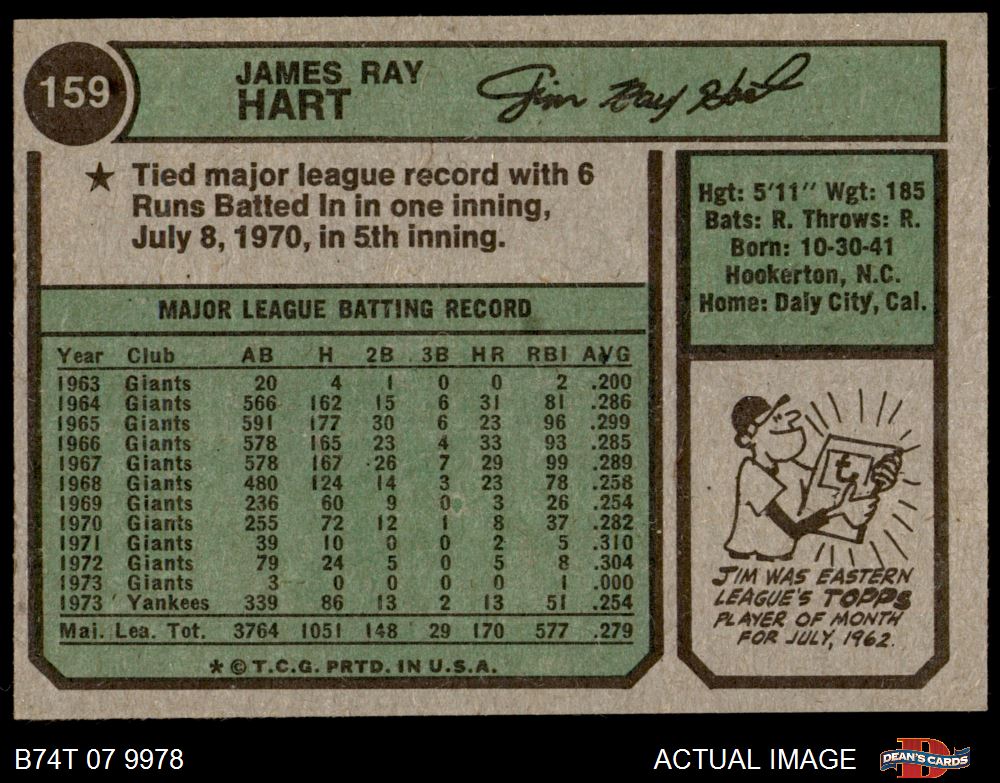 159
JAMES RAY
HART
Jim Ray Hart
★ Tied major league record with 6
Runs Batted In in one inning,
July 8, 1970, in 5th inning.
Hgt: 5'11" Wgt: 185
Bats: R. Throws: R.
Born: 10-30-41
Hookerton, N.C.
Home: Daly City, Cal.
MAJOR LEAGUE BATTING RECORD
Year Club AB H 2B 3B HR RBI AVG
1963 Giants 20 4 1 0 0 2 .200
1964 Giants 566 162 15 6 31 81 .286
1965 Giants 591 177 30 6 23 96 .299
1966 Giants 578 165 23 4 33 93 .285
1967 Giants 578 167 26 7 29 99 .289
1968 Giants 480 124 14 3 23 78 .258
1969 Giants 236 60 9 0 3 26 .254
1970 Giants 255 72 12 1 8 37 .282
1971 Giants 39 10 0 0 2 5 .310
1972 Giants 79 24 5 0 5 8 .304
1973 Giants 3 0 0 0 0 1 .000
1973 Yankees 339 86 13 2 13 51 .254
Maj. Lea. Tot. 3764 1051 148 29 170 577 .279
* © T.C.G. PRTD. IN U.S.A.
t
JIM WAS EASTERN
LEAGUE'S TOPPS
PLAYER OF MONTH
FOR JULY, 1962.
B74T 07 9978
ACTUAL IMAGE
DEAN'S CARDS